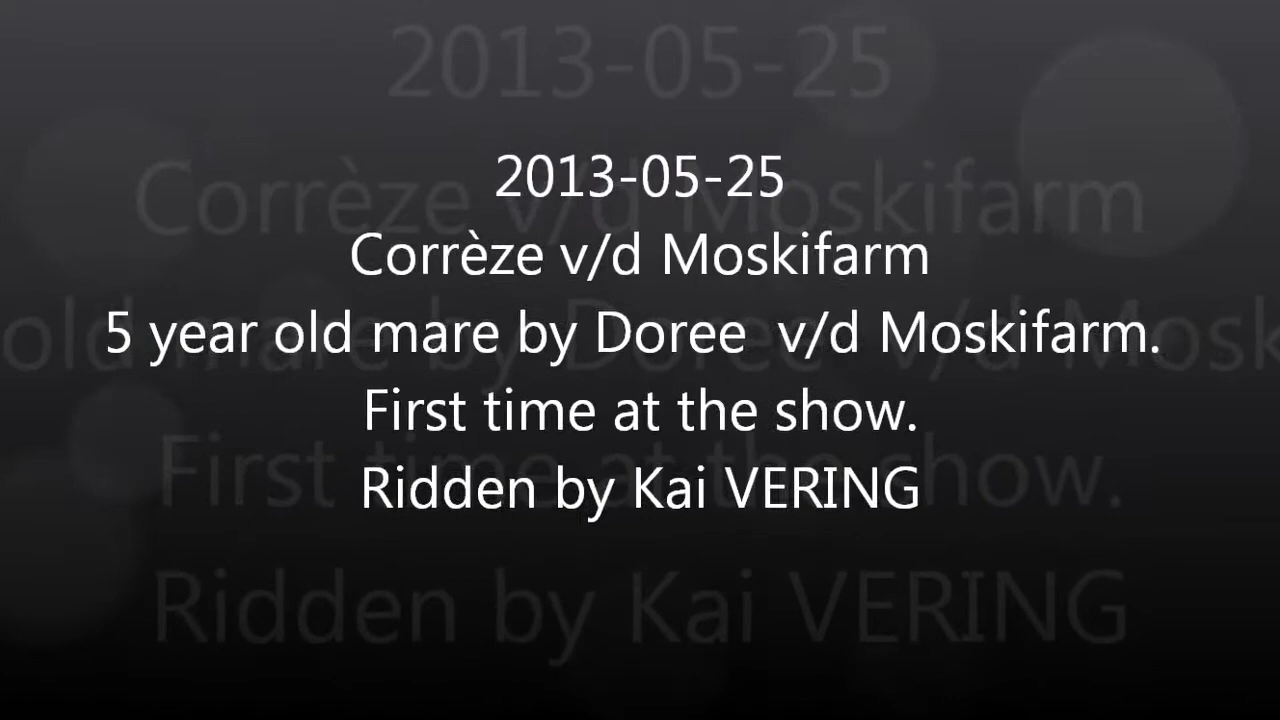 2013-05-25
Corrèze v/d Moskifarm
5 year old mare by Doree v/d Moskifarm.
First time at the show.
Ridden by Kai VERING